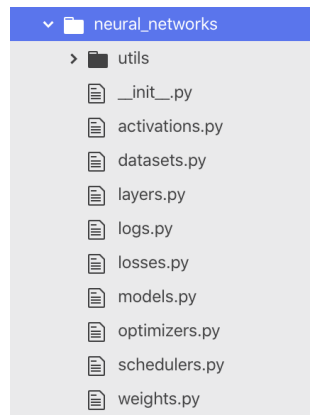 neural_networks
utils
__init__.py
activations.py
datasets.py
layers.py
logs.py
losses.py
models.py
optimizers.py
schedulers.py
weights.py